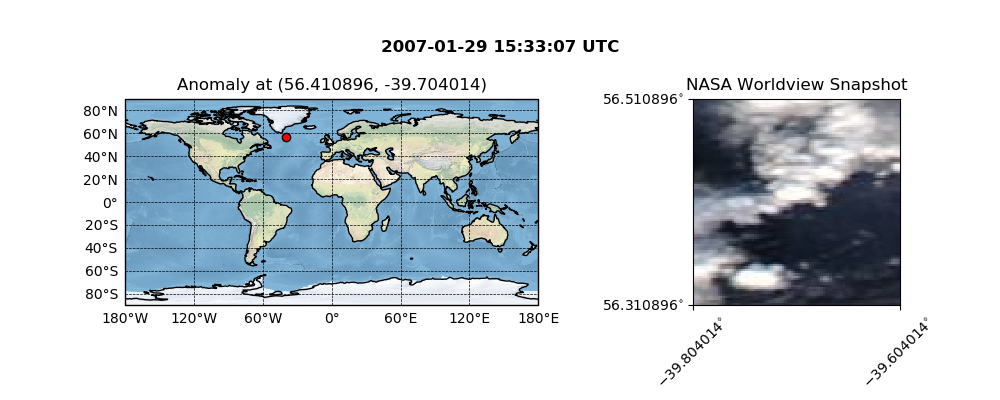 2007-01-29 15:33:07 UTC
Anomaly at (56.410896, -39.704014)
NASA Worldview Snapshot
80°N
60°N
40°N
20°N
0°
20°S
40°S
60°S
80°S
180°W 120°W 60°W 0° 60°E 120°E 180°E
56.510896°
56.310896°
−39.804014°
−39.604014°